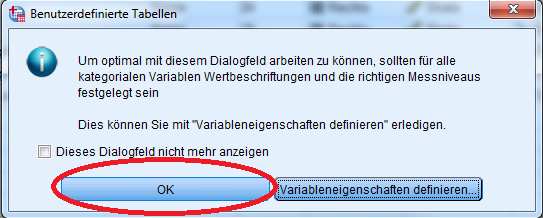 Benutzerdefinierte Tabellen
Um optimal mit diesem Dialogfeld arbeiten zu können, sollten für alle
kategorialen Variablen Wertbeschriftungen und die richtigen Messniveaus
festgelegt sein
Dies können Sie mit "Variableneigenschaften definieren" erledigen.
Dieses Dialogfeld nicht mehr anzeigen
OK
Variableneigenschaften definieren...